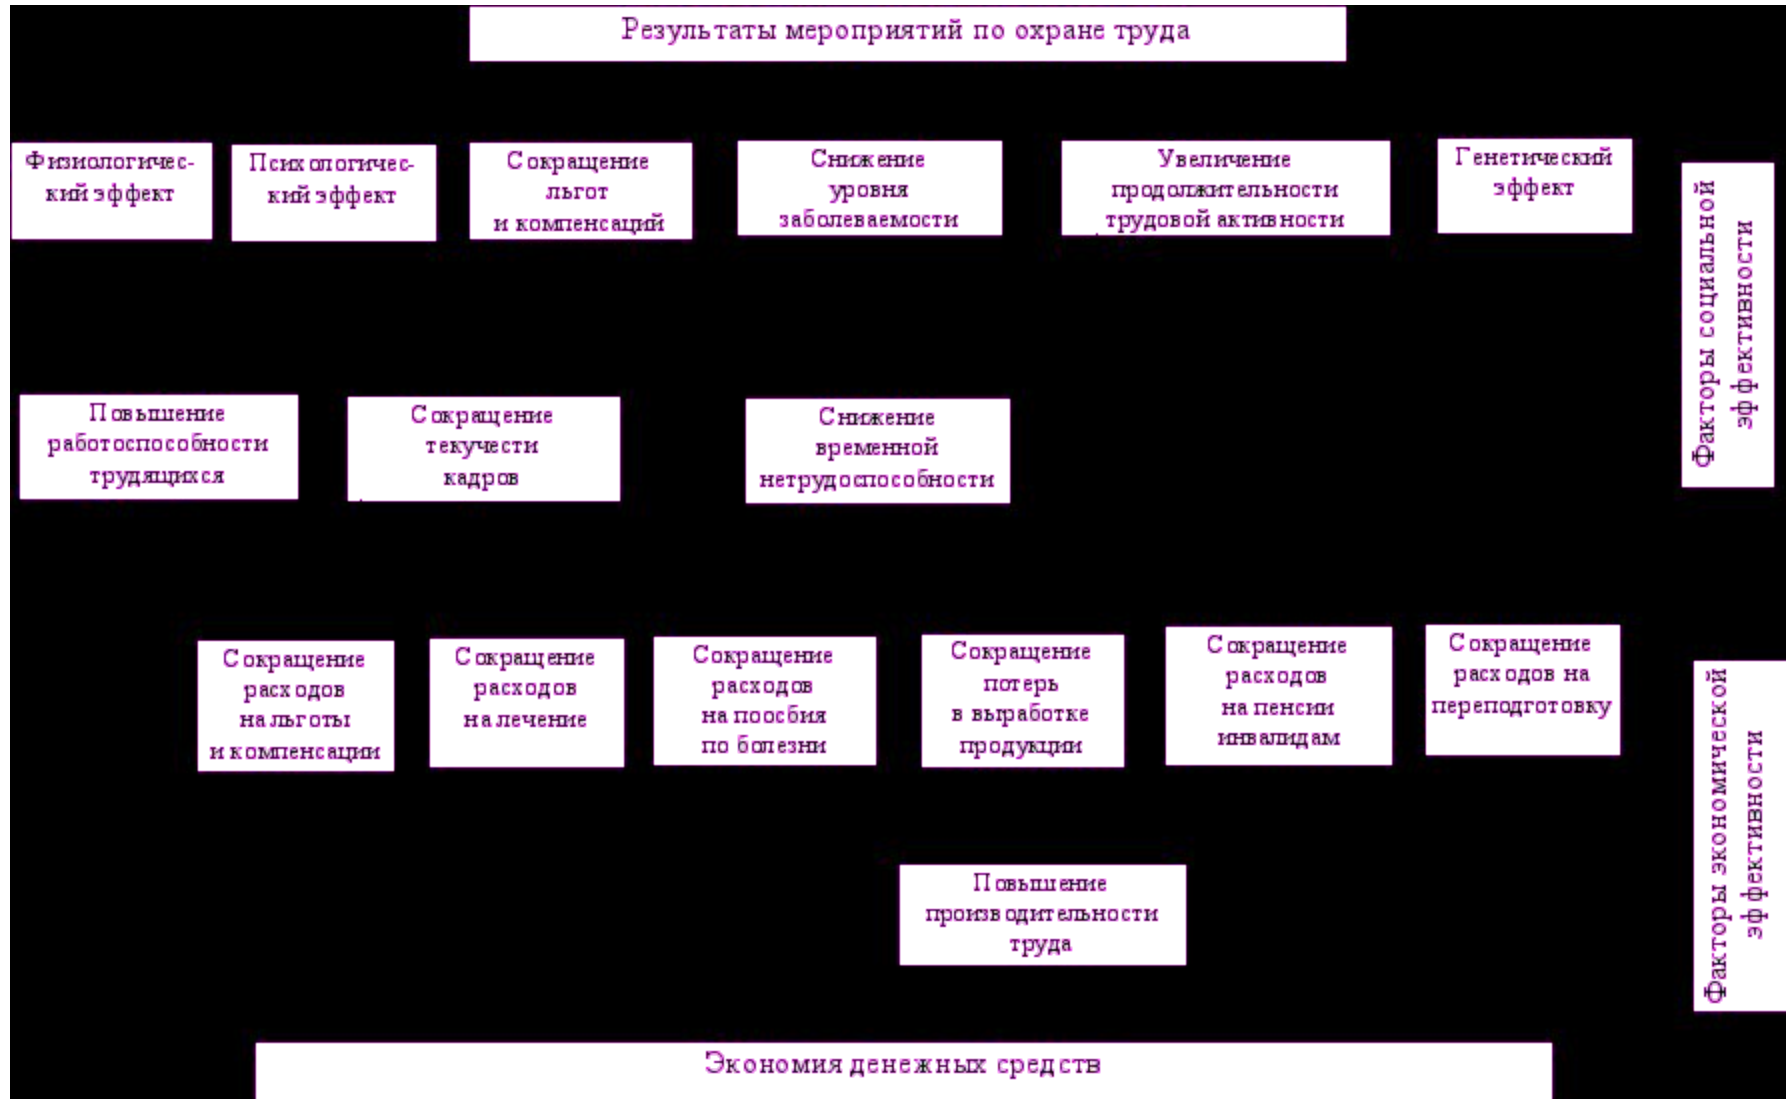 Результаты мероприятий по охране труда
Физиологичес-
кий эффект
Психологичес-
кий эффект
Сокращение
льгот
и компенсаций
Снижение
уровня
заболеваемости
Увеличение
продолжительности
трудовой активности
Генетический
эффект
Факторы социальной
эффективности
Повышение
работоспособности
трудящихся
Сокращение
текучести
кадров
Снижение
временной
нетрудоспособности
Сокращение
расходов
на льготы
и компенсации
Сокращение
расходов
на лечение
Сокращение
расходов
на поосбия
по болезни
Сокращение
потерь
в выработке
продукции
Сокращение
расходов
на пенсии
инвалидам
Сокращение
расходов на
переподготовку
Факторы экономической
эффективности
Повышение
производительности
труда
Экономия денежных средств